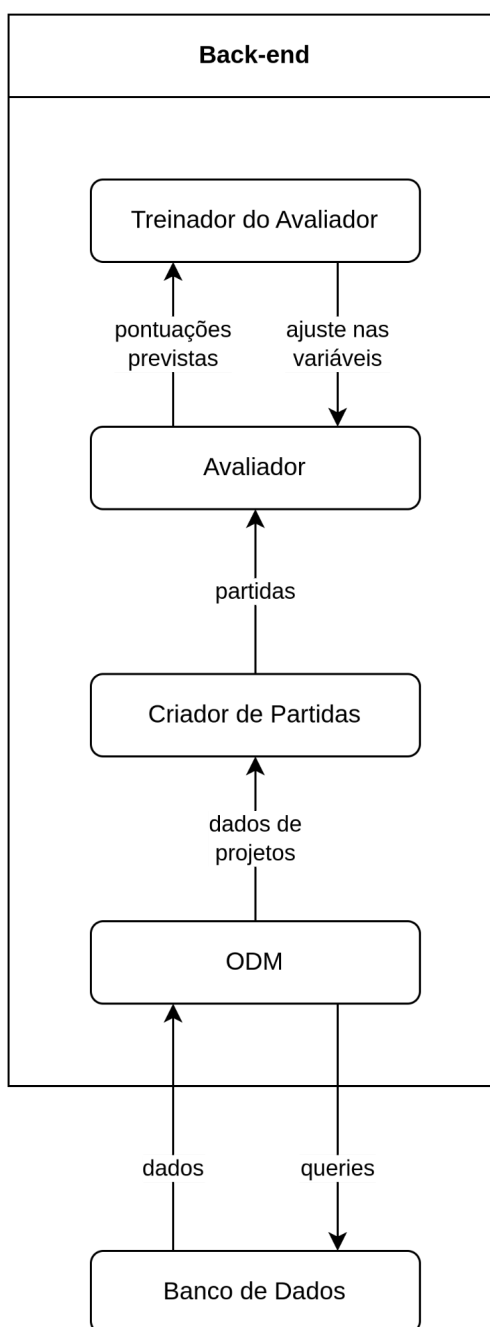 Back-end
Treinador do Avaliador
pontuações
previstas
ajuste nas
variáveis
Avaliador
partidas
Criador de Partidas
dados de
projetos
ODM
dados
queries
Banco de Dados